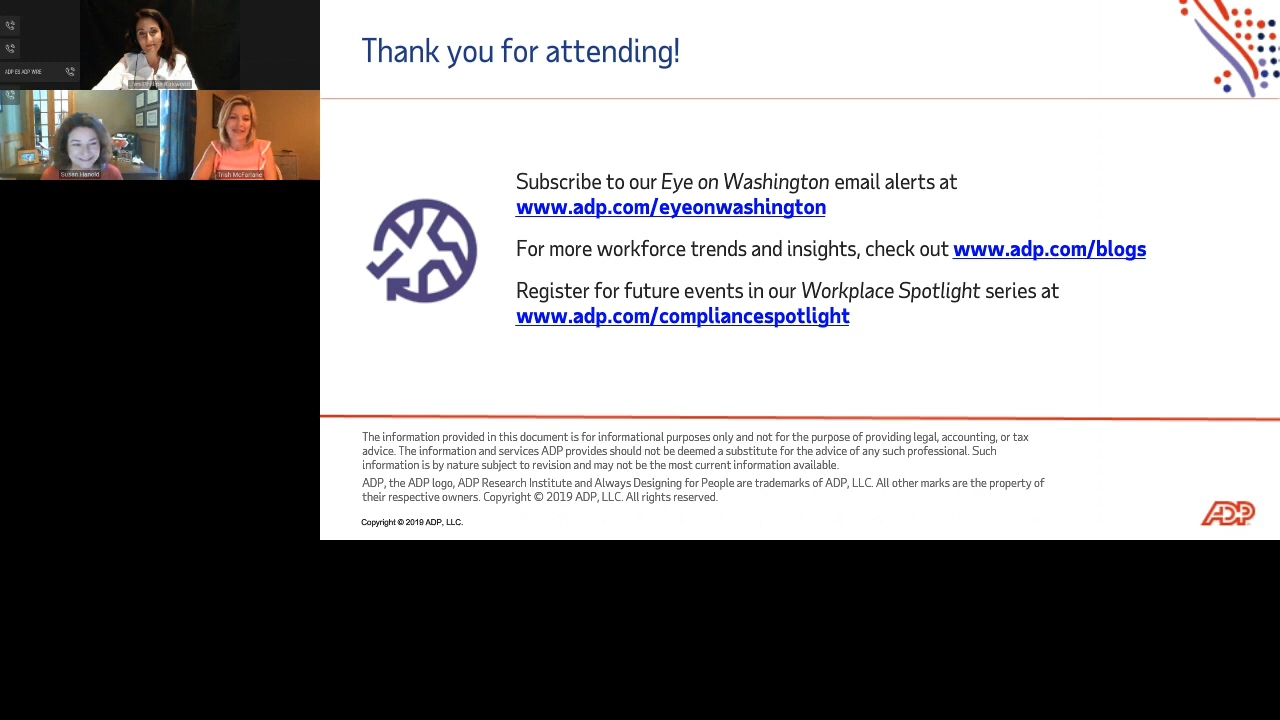 Thank you for attending!
ADP ES ADP WIRE
Susan Hanold
Trish McFarlane
Subscribe to our Eye on Washington email alerts at
www.adp.com/eyeonwashington
For more workforce trends and insights, check out www.adp.com/blogs
Register for future events in our Workplace Spotlight series at
www.adp.com/compliancespotlight
The information provided in this document is for informational purposes only and not for the purpose of providing legal, accounting, or tax
advice. The information and services ADP provides should not be deemed a substitute for the advice of any such professional. Such
information is by nature subject to revision and may not be the most current information available.
ADP, the ADP logo, ADP Research Institute and Always Designing for People are trademarks of ADP, LLC. All other marks are the property of
their respective owners. Copyright © 2019 ADP, LLC. All rights reserved.
Copyright © 2019 ADP, LLC.
ADP